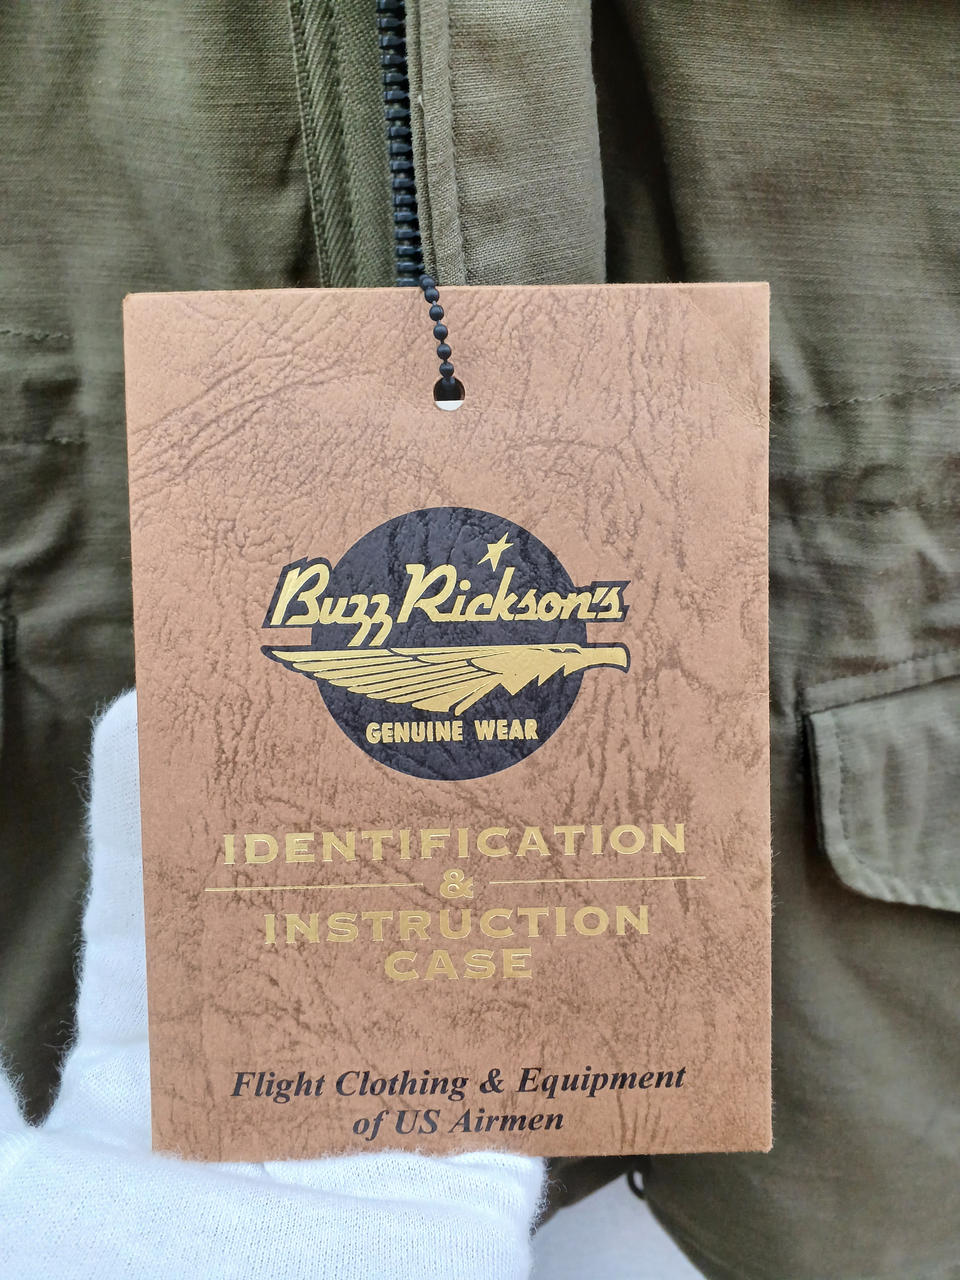 Buzz Rickson's
GENUINE WEAR
IDENTIFICATION
&
INSTRUCTION
CASE
Flight Clothing & Equipment
of US Airmen